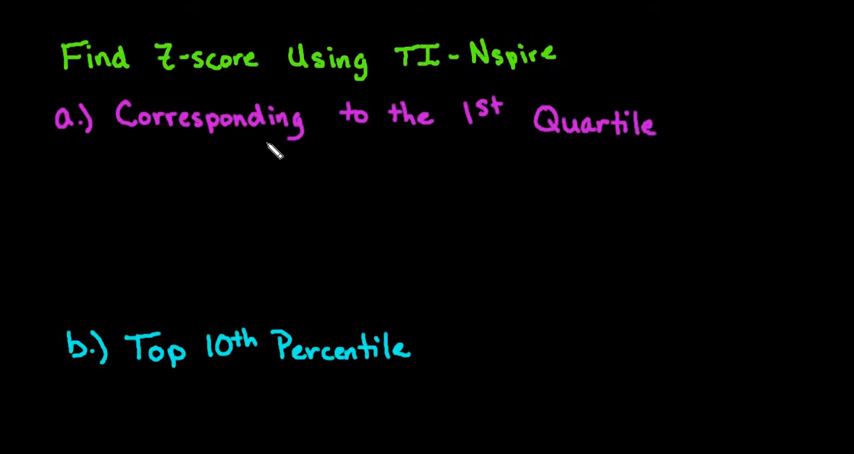 Find Z-score Using TI-Nspire
a.) Corresponding to the 1st Quartile
b.) Top 10th Percentile